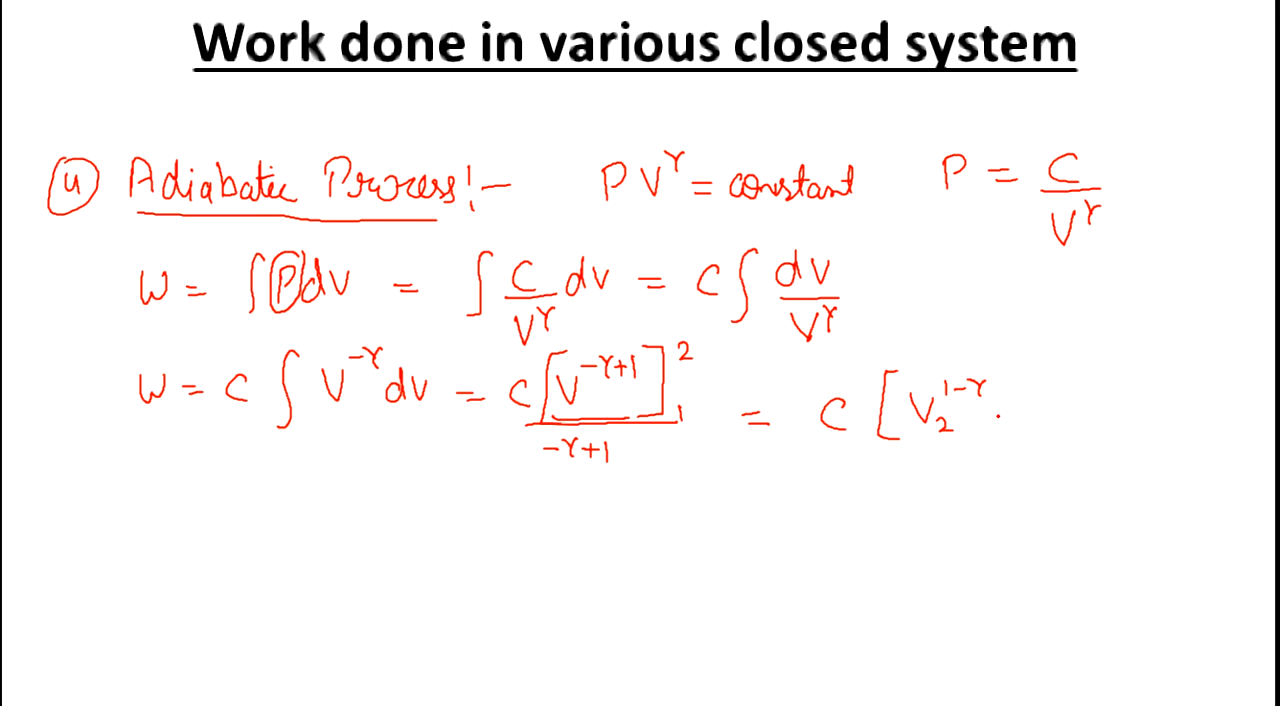 Work done in various closed system
(4) Adiabatic Process:- PV^γ = constant P = C/V^γ
W = ∫PdV = ∫ C/V^γ dV = C∫ dV/V^γ
W = C∫V^-γ dV = C[V^-γ+1]₁²/-γ+1 = C[V₂^1-γ.